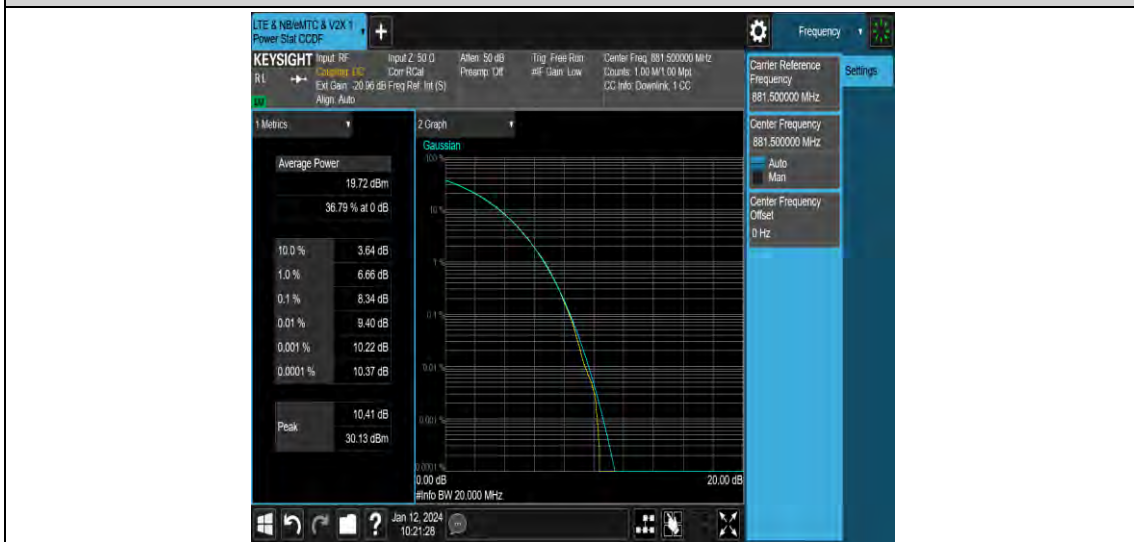 LTE & NB/eMTC & V2X 1
Power Stat CCDF
Frequency
KEYSIGHT Input: RF Input Z: 50 Ω Atten: 50 dB Trig: Free Run Center Freq: 881.500000 MHz
RL Coupling: DC Corr RCal Preamp: Off #IF Gain: Low Counts: 1.00 M/1.00 Mpt
Ext Gain: -20.96 dB Freq Ref: Int (S) CC Info: Downlink, 1 CC
Align: Auto
Carrier Reference
Frequency
881.500000 MHz
Settings
Center Frequency
881.500000 MHz
Auto
Man
Center Frequency
Offset
0 Hz
1 Metrics
Average Power
19.72 dBm
36.79 % at 0 dB
10.0 % 3.64 dB
1.0 % 6.66 dB
0.1 % 8.34 dB
0.01 % 9.40 dB
0.001 % 10.22 dB
0.0001 % 10.37 dB
Peak 10.41 dB
30.13 dBm
2 Graph
Gaussian
100 %
10 %
1 %
0.1 %
0.01 %
0.001 %
0.0001 %
0.00 dB 20.00 dB
#Info BW 20.000 MHz
Jan 12, 2024
10:21:28